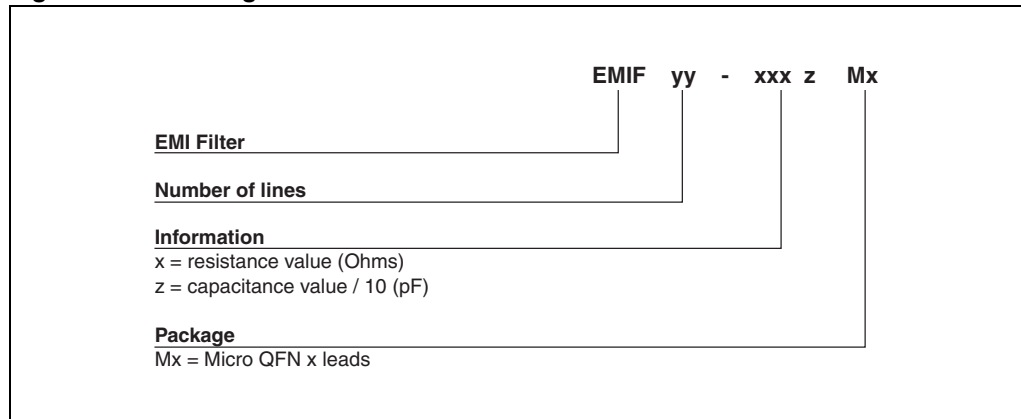 EMIF yy - xxx z Mx
EMI Filter
Number of lines
Information
x = resistance value (Ohms)
z = capacitance value / 10 (pF)
Package
Mx = Micro QFN x leads